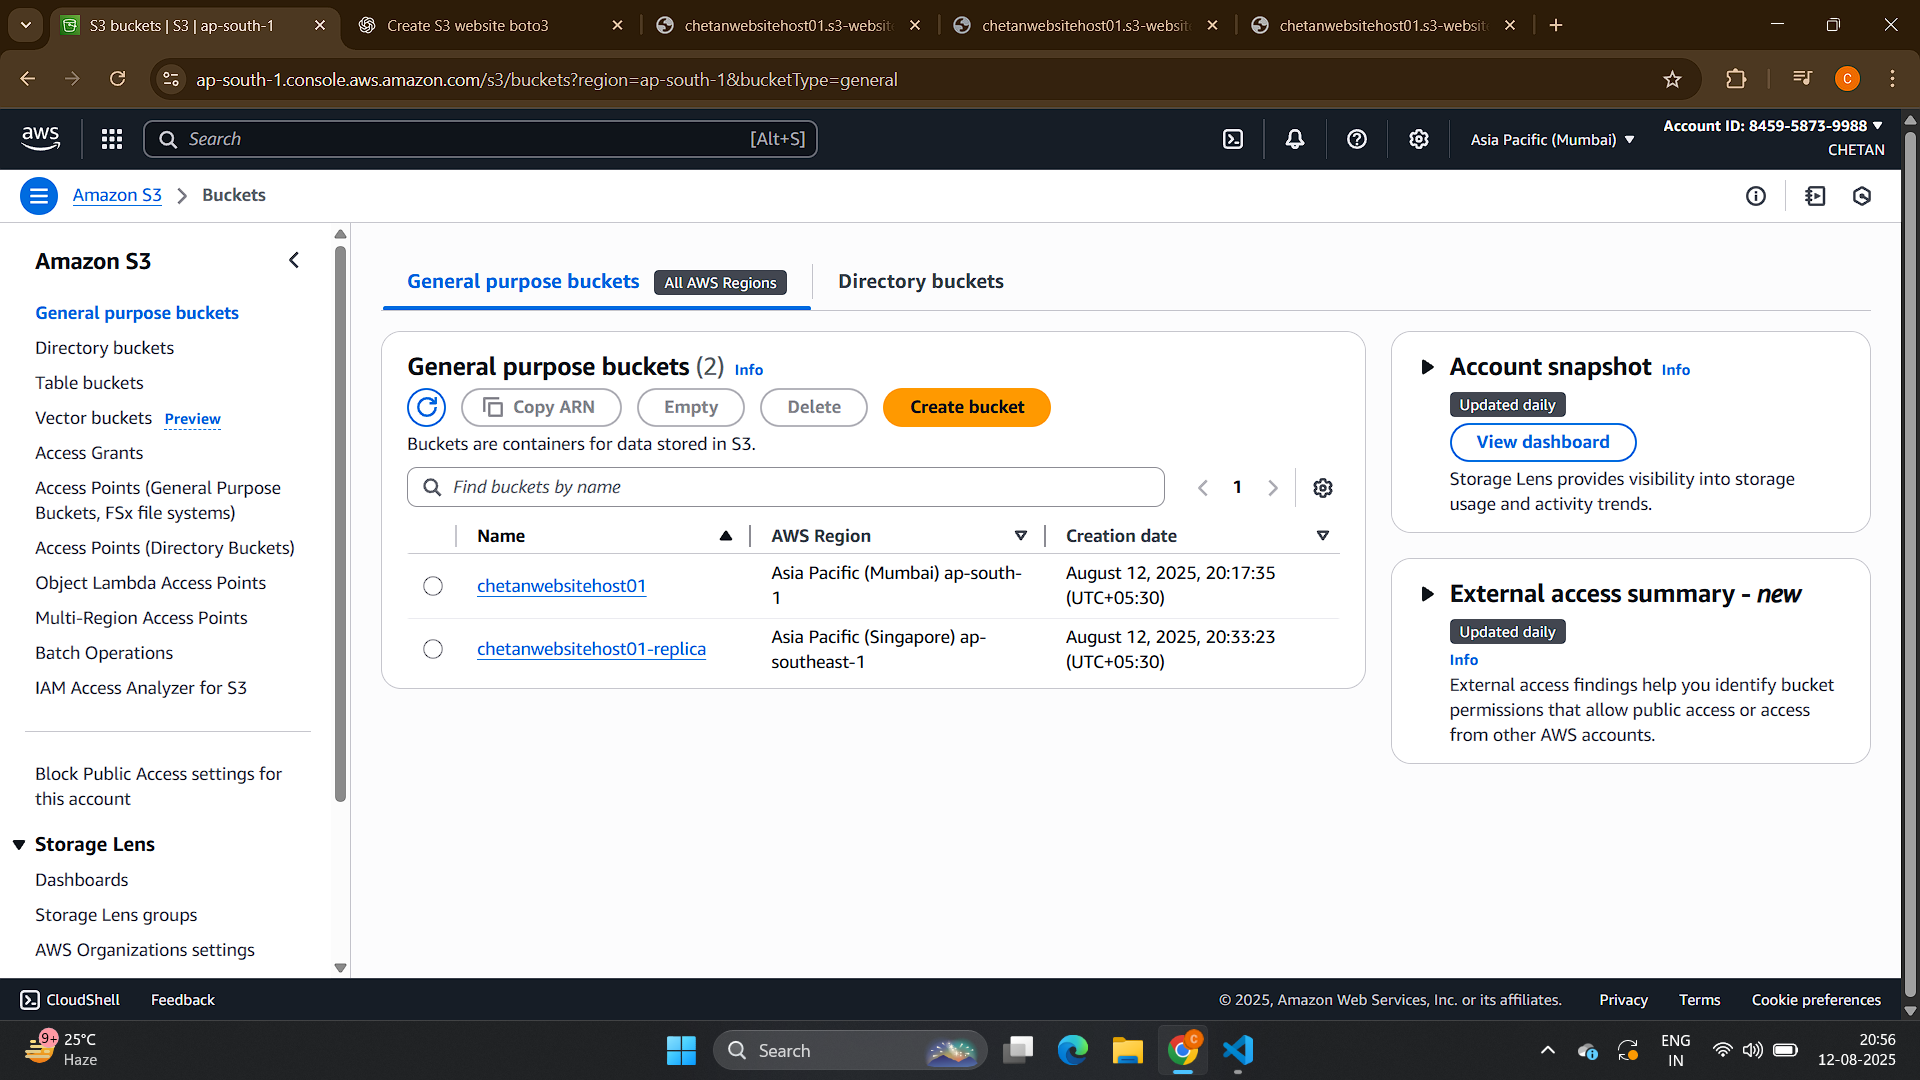 S3 buckets | S3 | ap-south-1
Create S3 website boto3
chetanwebsitehost01.s3-websit
chetanwebsitehost01.s3-websit
chetanwebsitehost01.s3-websit
ap-south-1.console.aws.amazon.com/s3/buckets?region=ap-south-1&bucketType=general
C
aws
Search
[Alt+S]
Asia Pacific (Mumbai)
Account ID: 8459-5873-9988
CHETAN
Amazon S3
Buckets
Amazon S3
General purpose buckets
Directory buckets
Table buckets
Vector buckets Preview
Access Grants
Access Points (General Purpose
Buckets, FSx file systems)
Access Points (Directory Buckets)
Object Lambda Access Points
Multi-Region Access Points
Batch Operations
IAM Access Analyzer for S3
Block Public Access settings for
this account
Storage Lens
Dashboards
Storage Lens groups
AWS Organizations settings
General purpose buckets All AWS Regions
Directory buckets
General purpose buckets (2) Info
Copy ARN
Empty
Delete
Create bucket
Buckets are containers for data stored in S3.
Find buckets by name
1
Name
AWS Region
Creation date
chetanwebsitehost01
Asia Pacific (Mumbai) ap-south-
1
August 12, 2025, 20:17:35
(UTC+05:30)
chetanwebsitehost01-replica
Asia Pacific (Singapore) ap-
southeast-1
August 12, 2025, 20:33:23
(UTC+05:30)
Account snapshot Info
Updated daily
View dashboard
Storage Lens provides visibility into storage
usage and activity trends.
External access summary - new
Updated daily
Info
External access findings help you identify bucket
permissions that allow public access or access
from other AWS accounts.
CloudShell
Feedback
© 2025, Amazon Web Services, Inc. or its affiliates.
Privacy
Terms
Cookie preferences
9+
25°C
Haze
Search
C
ENG
IN
20:56
12-08-2025